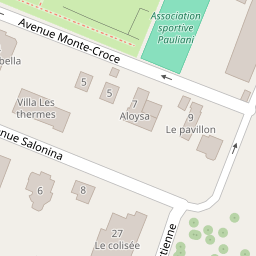 Association
sportive
Pauliani
Avenue Monte-Croce
bella
5
5
7
Aloysa
9
Le pavillon
Villa Les
thermes
nue Salonina
6
8
27
Le colisée
tienne